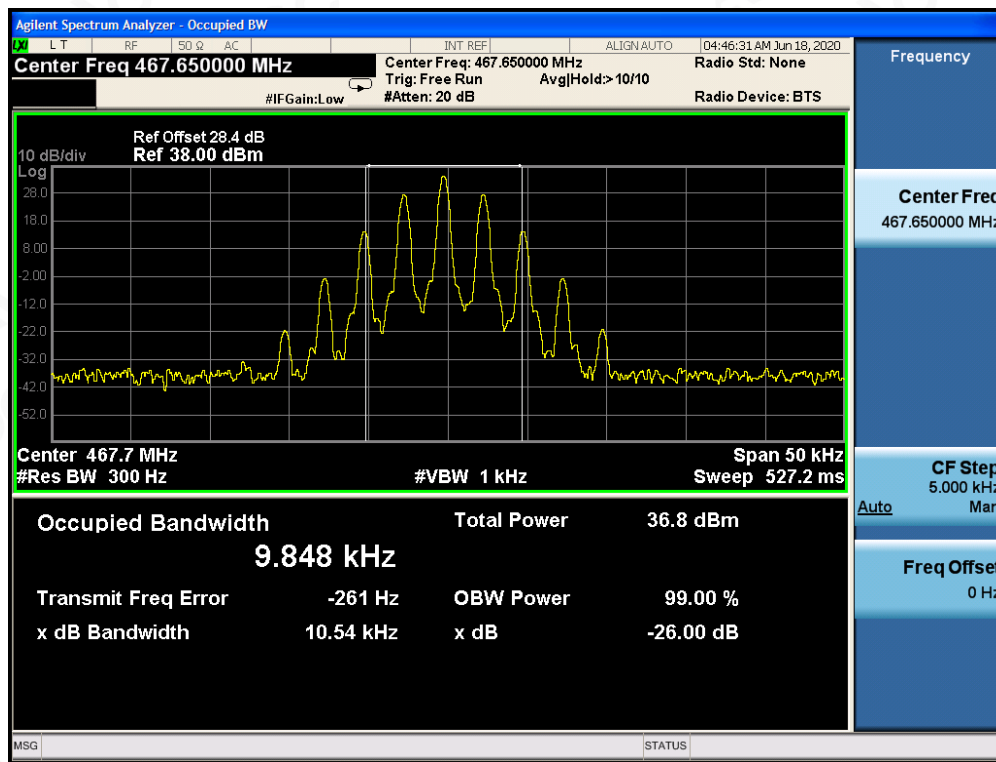 Agilent Spectrum Analyzer - Occupied BW
LXI L T RF 50 Ω AC INT REF ALIGN AUTO 04:46:31 AM Jun 18, 2020
Center Freq 467.650000 MHz
Center Freq: 467.650000 MHz
Radio Std: None
Trig: Free Run Avg|Hold:> 10/10
#IFGain:Low
#Atten: 20 dB
Radio Device: BTS
Ref Offset 28.4 dB
10 dB/div Ref 38.00 dBm
Log
28.0
18.0
8.00
-2.00
-12.0
-22.0
-32.0
-42.0
-52.0
Center 467.7 MHz Span 50 kHz
#Res BW 300 Hz #VBW 1 kHz Sweep 527.2 ms
Occupied Bandwidth Total Power 36.8 dBm
9.848 kHz
Transmit Freq Error -261 Hz OBW Power 99.00 %
x dB Bandwidth 10.54 kHz x dB -26.00 dB
MSG STATUS
Frequency
Center Freq
467.650000 MHz
CF Step
5.000 kHz
Auto Man
Freq Offset
0 Hz